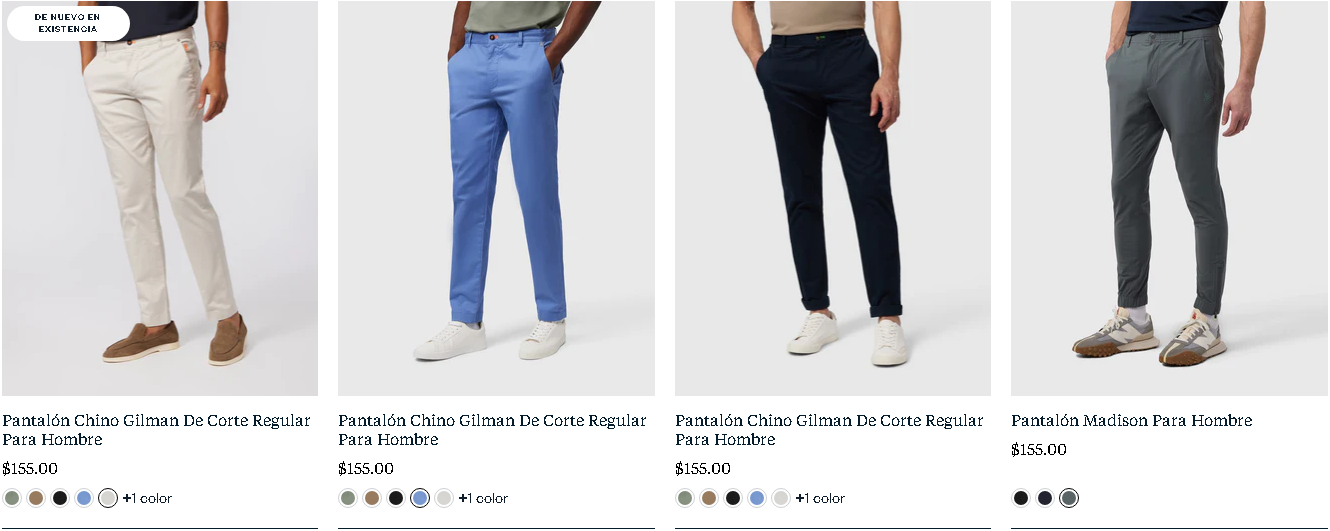 DE NUEVO EN
EXISTENCIA
Pantalón Chino Gilman De Corte Regular
Para Hombre
$155.00
+1 color
Pantalón Chino Gilman De Corte Regular
Para Hombre
$155.00
+1 color
Pantalón Chino Gilman De Corte Regular
Para Hombre
$155.00
+1 color
Pantalón Madison Para Hombre
$155.00